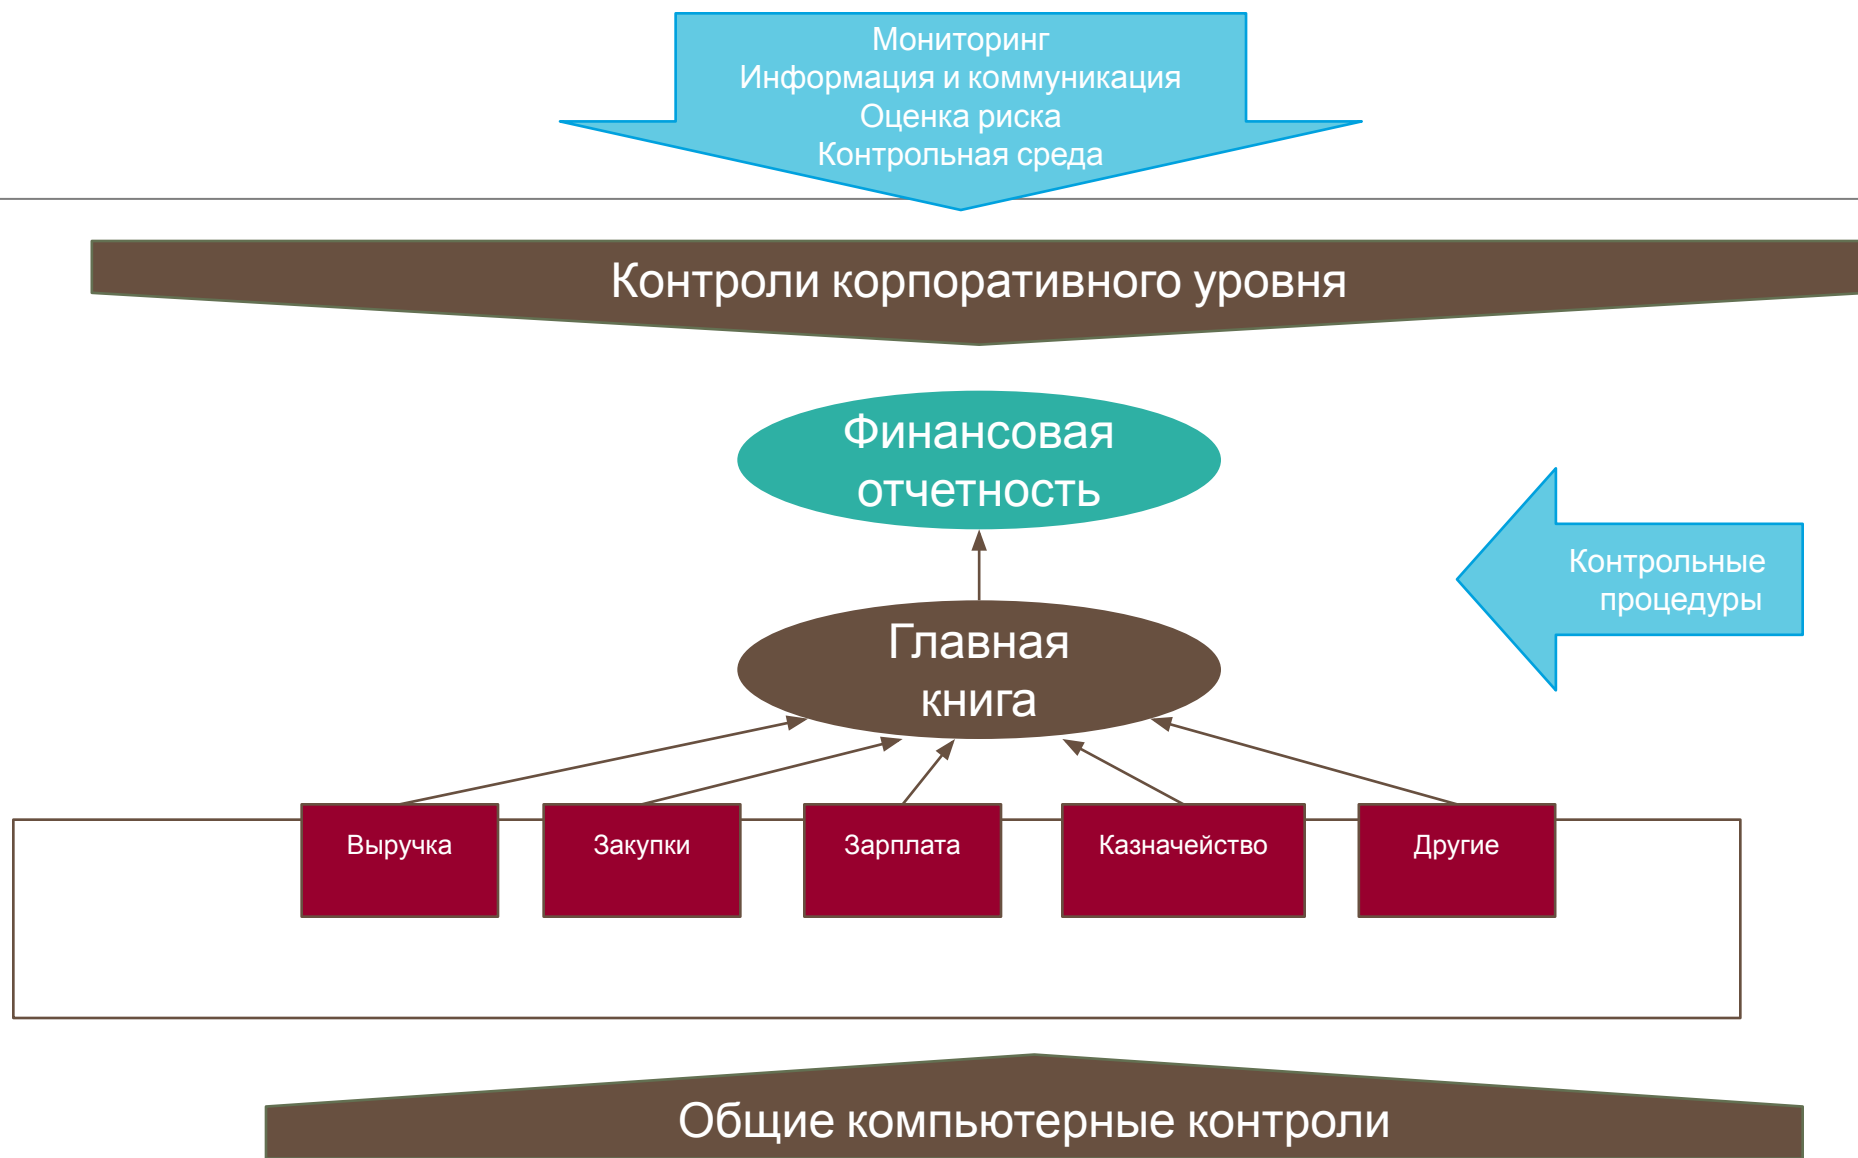 Мониторинг
Информация и коммуникация
Оценка риска
Контрольная среда
Контроли корпоративного уровня
Финансовая
отчетность
Контрольные
процедуры
Главная
книга
Выручка
Закупки
Зарплата
Казначейство
Другие
Общие компьютерные контроли